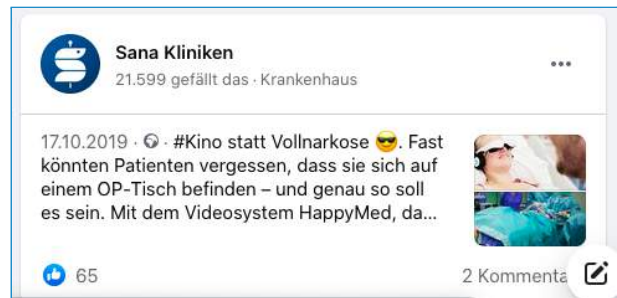 Sana Kliniken
21.599 gefällt das · Krankenhaus
17.10.2019 · #Kino statt Vollnarkose 😎. Fast
könnten Patienten vergessen, dass sie sich auf
einem OP-Tisch befinden – und genau so soll
es sein. Mit dem Videosystem HappyMed, da...
65
2 Kommenta